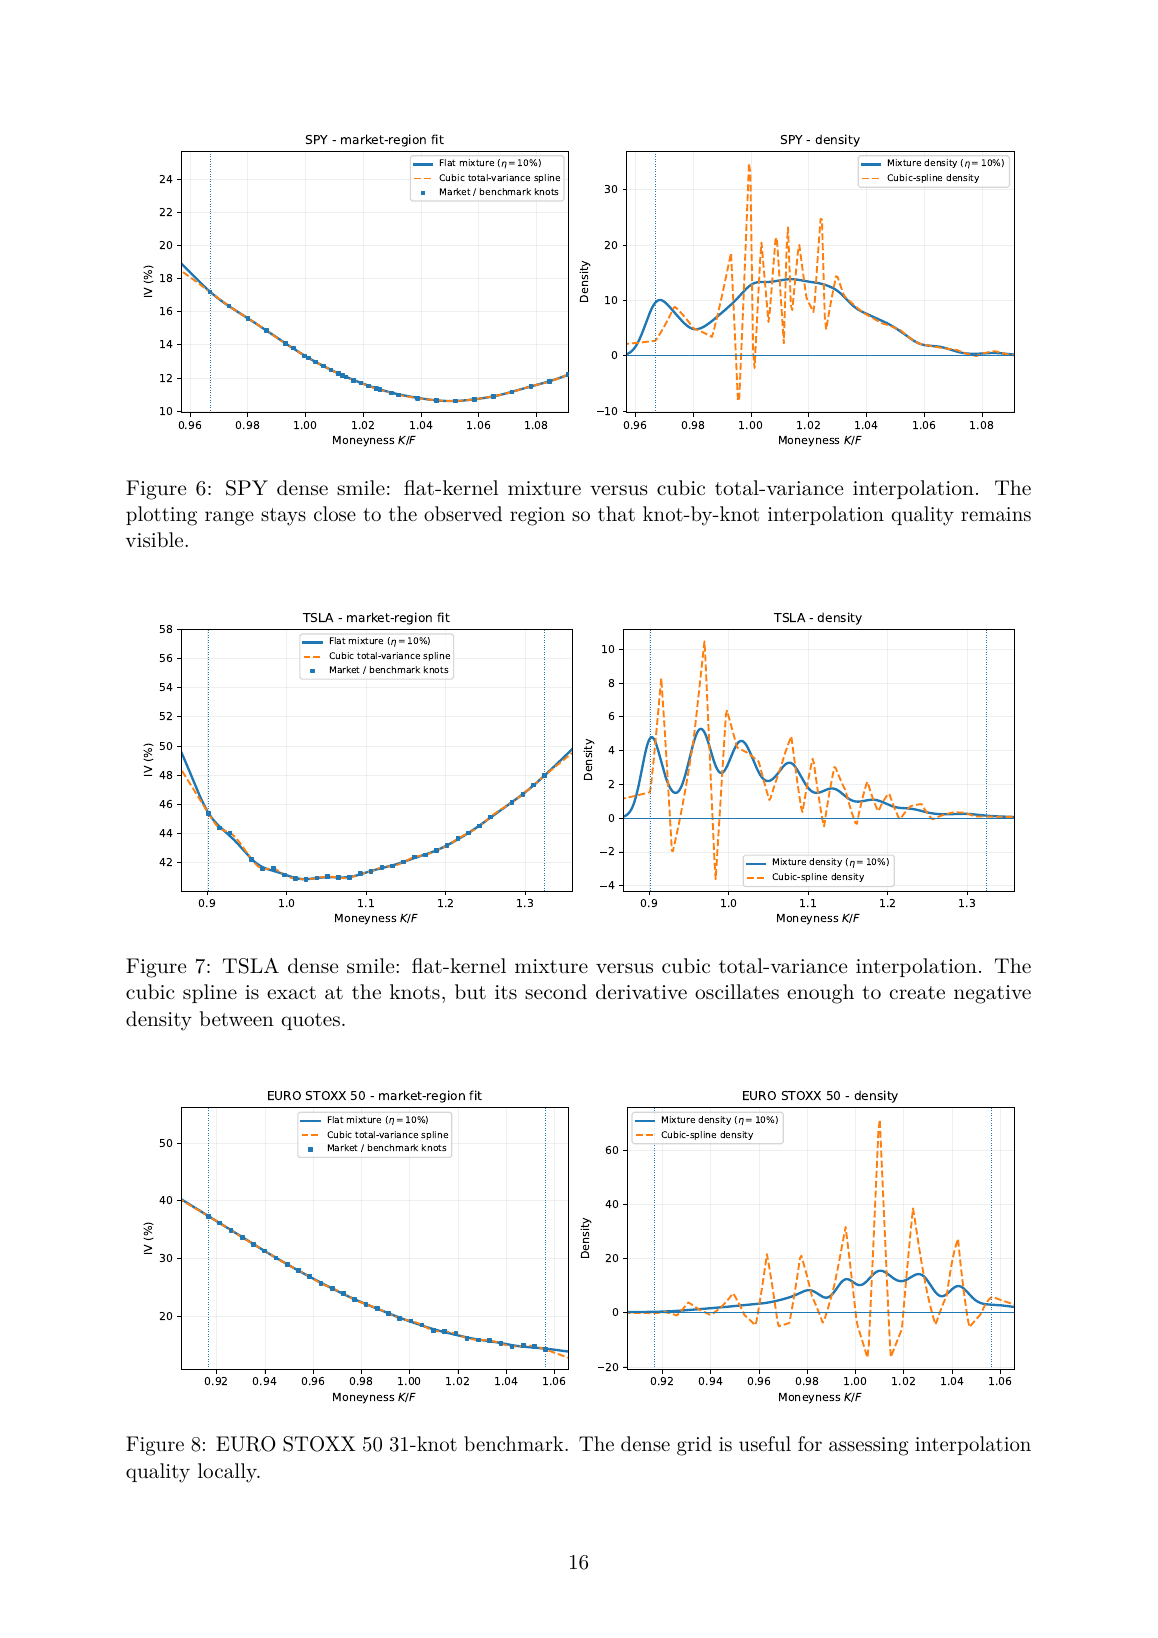 SPY - market-region fit
Flat mixture (η = 10%)
Cubic total-variance spline
Market / benchmark knots
24
22
20
18
16
14
12
10
IV (%)
0.96 0.98 1.00 1.02 1.04 1.06 1.08
Moneyness K/F
SPY - density
Mixture density (η = 10%)
Cubic-spline density
30
20
10
0
−10
Density
0.96 0.98 1.00 1.02 1.04 1.06 1.08
Moneyness K/F
Figure 6: SPY dense smile: flat-kernel mixture versus cubic total-variance interpolation. The
plotting range stays close to the observed region so that knot-by-knot interpolation quality remains
visible.
TSLA - market-region fit
Flat mixture (η = 10%)
Cubic total-variance spline
Market / benchmark knots
58
56
54
52
50
48
46
44
42
IV (%)
0.9 1.0 1.1 1.2 1.3
Moneyness K/F
TSLA - density
10
8
6
4
2
0
−2
−4
Density
Mixture density (η = 10%)
Cubic-spline density
0.9 1.0 1.1 1.2 1.3
Moneyness K/F
Figure 7: TSLA dense smile: flat-kernel mixture versus cubic total-variance interpolation. The
cubic spline is exact at the knots, but its second derivative oscillates enough to create negative
density between quotes.
EURO STOXX 50 - market-region fit
Flat mixture (η = 10%)
Cubic total-variance spline
Market / benchmark knots
50
40
30
20
IV (%)
0.92 0.94 0.96 0.98 1.00 1.02 1.04 1.06
Moneyness K/F
EURO STOXX 50 - density
Mixture density (η = 10%)
Cubic-spline density
60
40
20
0
−20
Density
0.92 0.94 0.96 0.98 1.00 1.02 1.04 1.06
Moneyness K/F
Figure 8: EURO STOXX 50 31-knot benchmark. The dense grid is useful for assessing interpolation
quality locally.
16